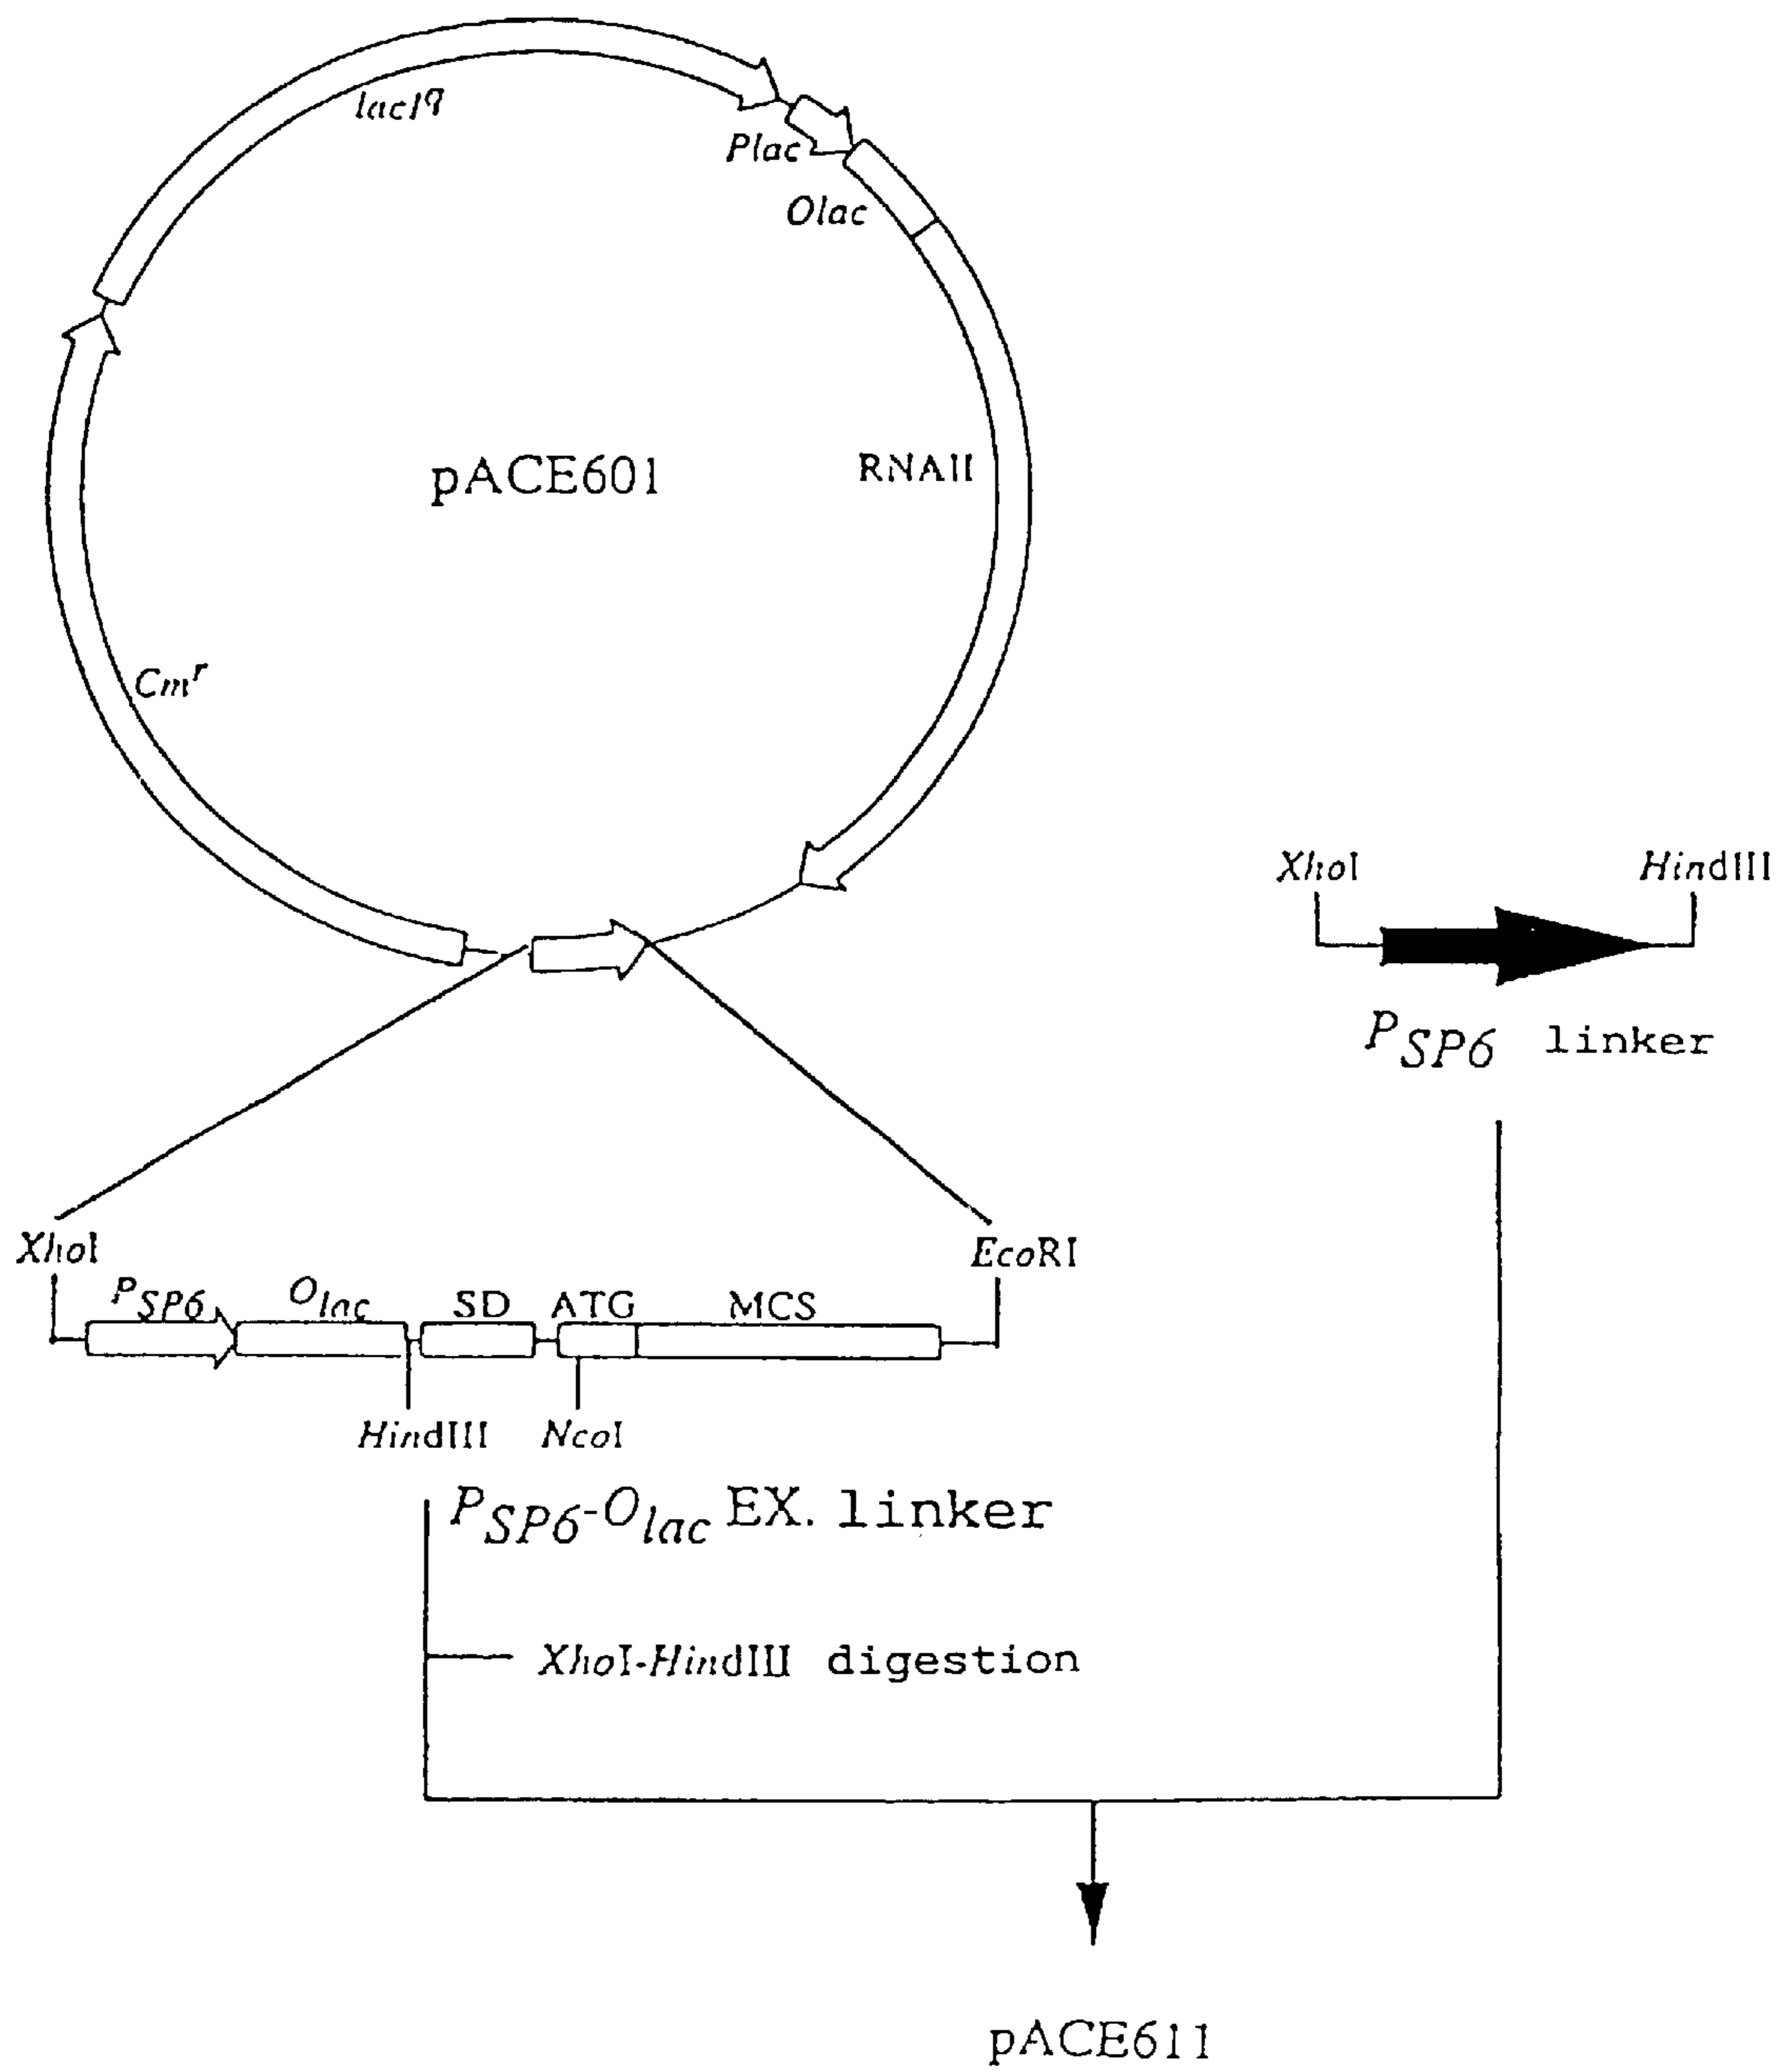 lacIq
Plac
Olac
pACE601
RNAII
Cmr
XhoI HindIII
PSP6 linker
XhoI EcoRI
PSP6 Olac SD ATG MCS
HindIII NcoI
PSP6-Olac EX. linker
XhoI-HindIII digestion
pACE611